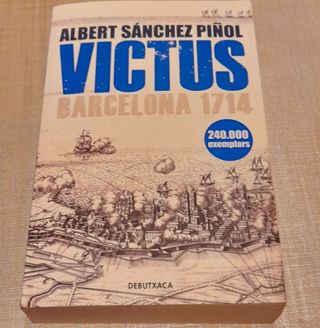 ALBERT SÁNCHEZ PIÑOL
VICTUS
BARCELONA 1714
240.000
exemplars
DEBUTXACA